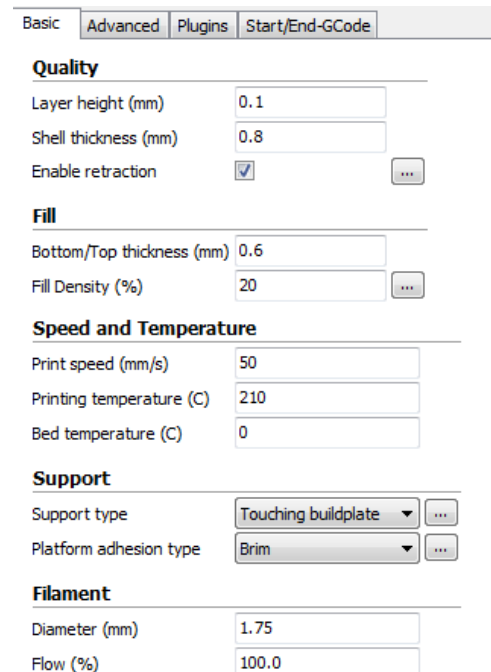 Basic Advanced Plugins Start/End-GCode
Quality
Layer height (mm) 0.1
Shell thickness (mm) 0.8
Enable retraction ...
Fill
Bottom/Top thickness (mm) 0.6
Fill Density (%) 20 ...
Speed and Temperature
Print speed (mm/s) 50
Printing temperature (C) 210
Bed temperature (C) 0
Support
Support type Touching buildplate ...
Platform adhesion type Brim ...
Filament
Diameter (mm) 1.75
Flow (%) 100.0